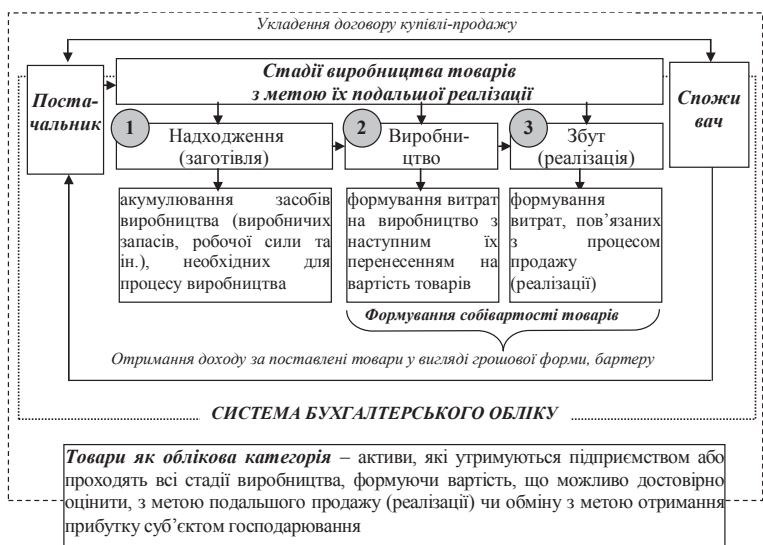 Укладення договору купівлі-продажу
Поста-
чальник
Стадії виробництва товарів
з метою їх подальшої реалізації
Спожи
вач
1
Надходження
(заготівля)
2
Виробни-
цтво
3
Збут
(реалізація)
акумулювання засобів
виробництва (виробничих
запасів, робочої сили та
ін.), необхідних для
процесу виробництва
формування витрат
на виробництво з
наступним їх
перенесенням на
вартість товарів
формування
витрат, пов’язаних
з процесом
продажу
(реалізації)
Формування собівартості товарів
Отримання доходу за поставлені товари у вигляді грошової форми, бартеру
СИСТЕМА БУХГАЛТЕРСЬКОГО ОБЛІКУ
Товари як облікова категорія – активи, які утримуються підприємством або
проходять всі стадії виробництва, формуючи вартість, що можливо достовірно
оцінити, з метою подальшого продажу (реалізації) чи обміну з метою отримання
прибутку суб’єктом господарювання